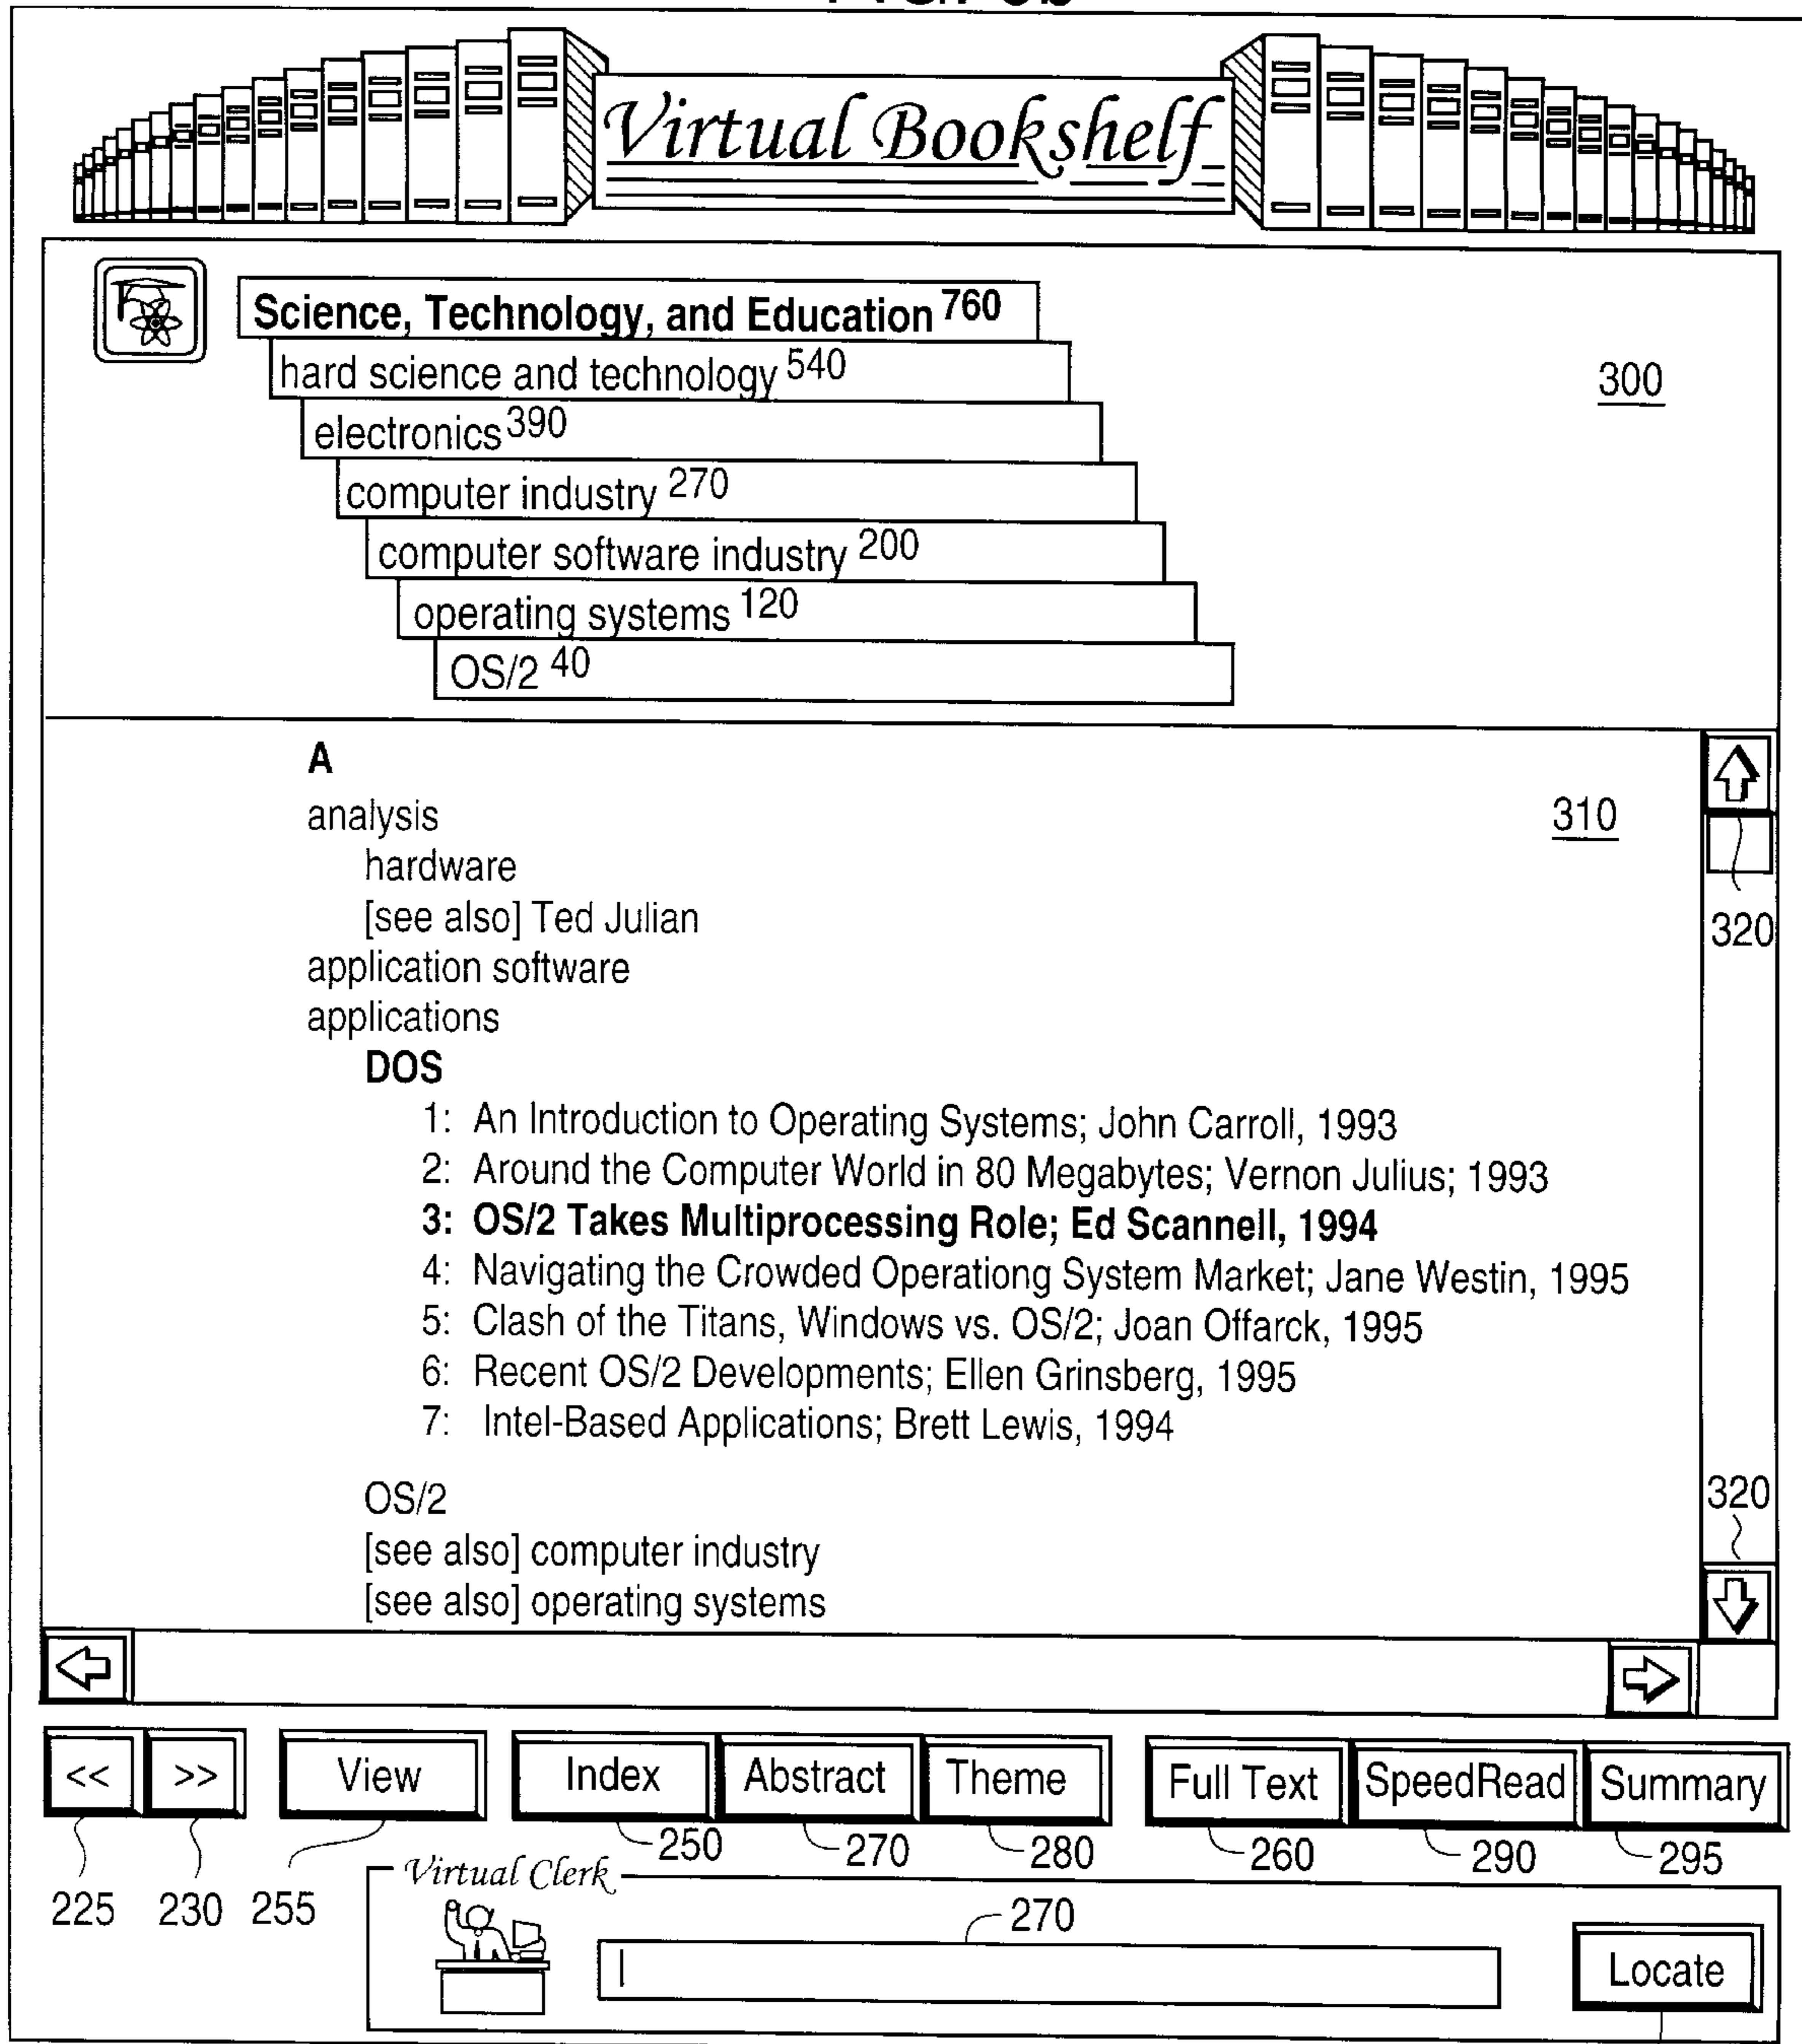 Virtual Bookshelf
Science, Technology, and Education 760
hard science and technology 540
300
electronics 390
computer industry 270
computer software industry 200
operating systems 120
OS/2 40
A
analysis
310
hardware
[see also] Ted Julian
320
application software
applications
DOS
1: An Introduction to Operating Systems; John Carroll, 1993
2: Around the Computer World in 80 Megabytes; Vernon Julius; 1993
3: OS/2 Takes Multiprocessing Role; Ed Scannell, 1994
4: Navigating the Crowded Operationg System Market; Jane Westin, 1995
5: Clash of the Titans, Windows vs. OS/2; Joan Offarck, 1995
6: Recent OS/2 Developments; Ellen Grinsberg, 1995
7: Intel-Based Applications; Brett Lewis, 1994
OS/2
320
[see also] computer industry
[see also] operating systems
<< >> View Index Abstract Theme Full Text SpeedRead Summary
250 270 280 260 290 295
Virtual Clerk
225 230 255
270
Locate